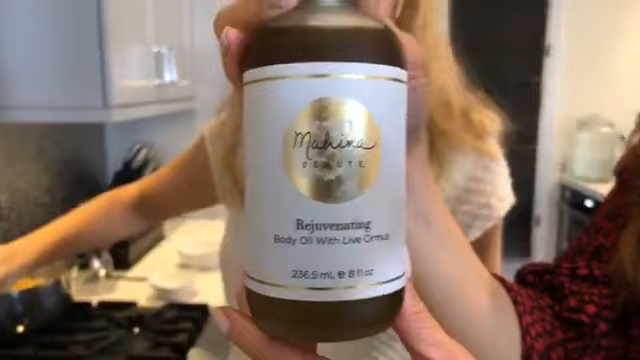 Mahina
BEAUTE
Rejuvenating
Body Oil With Live Ormus
236.5 mL e 8 fl oz